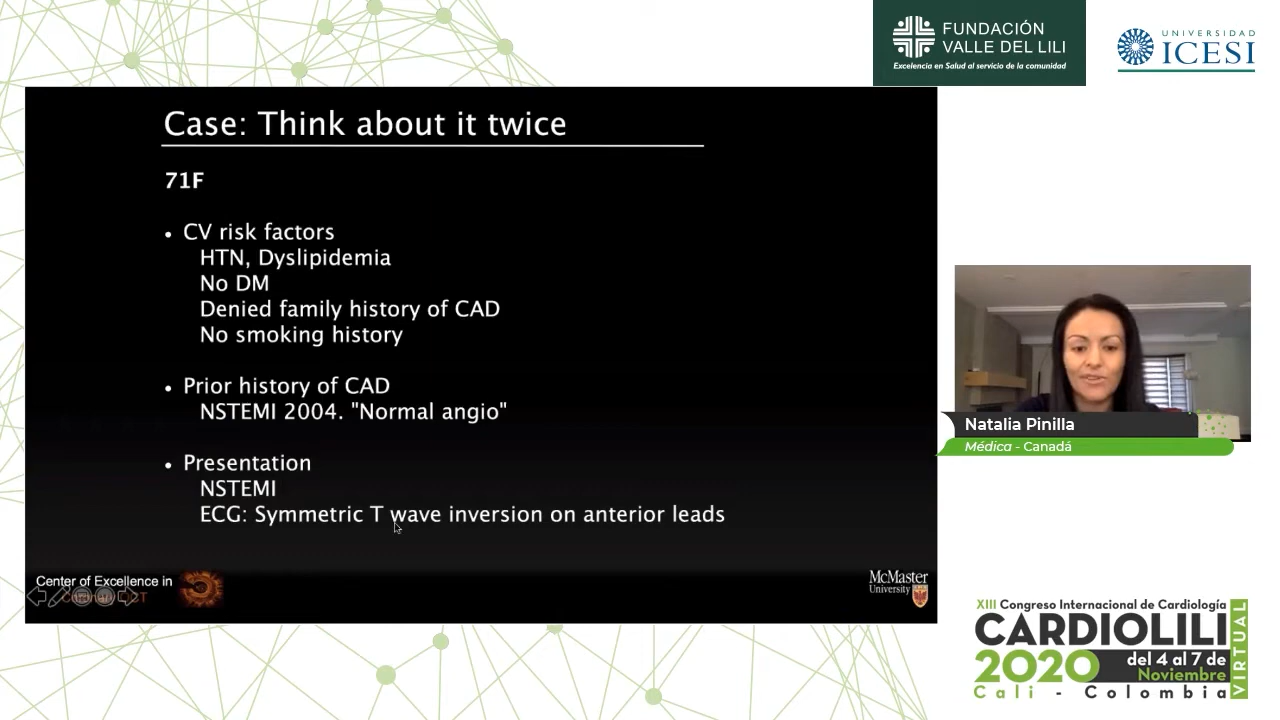 FUNDACIÓN
VALLE DEL LILI
Excelencia en Salud al servicio de la comunidad
UNIVERSIDAD
ICESI
Case: Think about it twice
71F
• CV risk factors
HTN, Dyslipidemia
No DM
Denied family history of CAD
No smoking history
• Prior history of CAD
NSTEMI 2004. "Normal angio"
• Presentation
NSTEMI
ECG: Symmetric T wave inversion on anterior leads
Center of Excellence in
McMaster
University
Natalia Pinilla
Médica - Canadá
XIII Congreso Internacional de Cardiología
CARDIOLILI
2020 del 4 al 7 de
Noviembre
Cali - Colombia
VIRTUAL